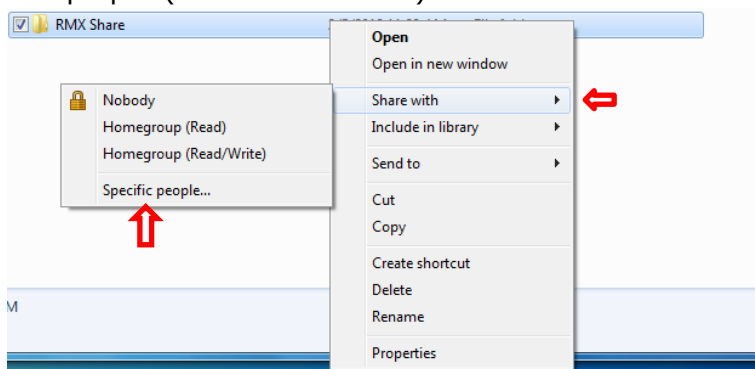 RMX Share
Open
Open in new window
Share with
Include in library
Send to
Cut
Copy
Create shortcut
Delete
Rename
Properties
Nobody
Homegroup (Read)
Homegroup (Read/Write)
Specific people...
M